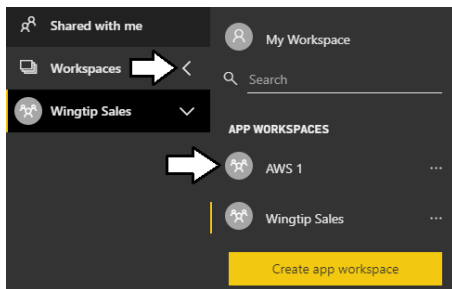 Shared with me
Workspaces
Wingtip Sales
My Workspace
Search
APP WORKSPACES
AWS 1
Wingtip Sales
Create app workspace